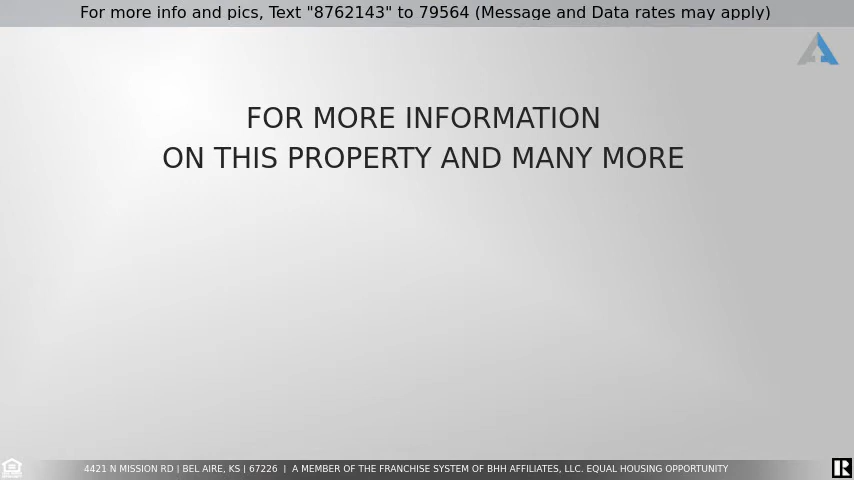 For more info and pics, Text "8762143" to 79564 (Message and Data rates may apply)
FOR MORE INFORMATION
ON THIS PROPERTY AND MANY MORE
4421 N MISSION RD | BEL AIRE, KS | 67226 | A MEMBER OF THE FRANCHISE SYSTEM OF BHH AFFILIATES, LLC. EQUAL HOUSING OPPORTUNITY